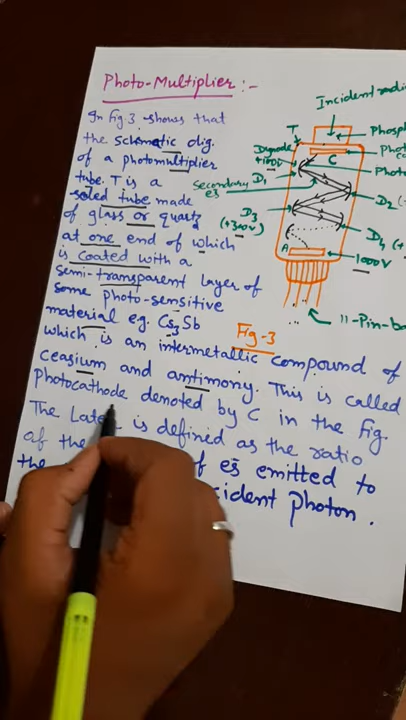 Photo-Multiplier :-
In fig 3 shows that
the schematic dig.
of a photomultiplier
tube. T is a
sealed tube made
of glass or quartz
at one end of which
is coated with a
semi-transparent layer of
some photo-sensitive
material eg. Cs3Sb
which is an intermetallic compound of
ceasium and antimony. This is called
Photocathode denoted by C in the fig.
The is defined as the ratio
of the of es emitted to
the cident photon.
Incident radi
Phosp
Photo
Photo
T
Dynode
+100V
D1
C
Secondary
es
D2
D3
(+300V)
D4
A
1000V
11-Pin-ba
Fig-3